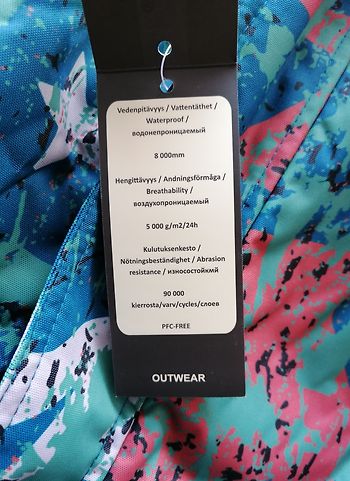 Vedenpitävyys / Vattentäthet /
Waterproof /
водонепроницаемый
8 000mm
Hengittävyys / Andningsförmåga /
Breathability /
воздухопроницаемый
5 000 g/m2/24h
Kulutuksenkesto /
Nötningsbeständighet / Abrasion
resistance / износостойкмй
90 000
kierrosta/varv/cycles/слоев
PFC-FREE
OUTWEAR